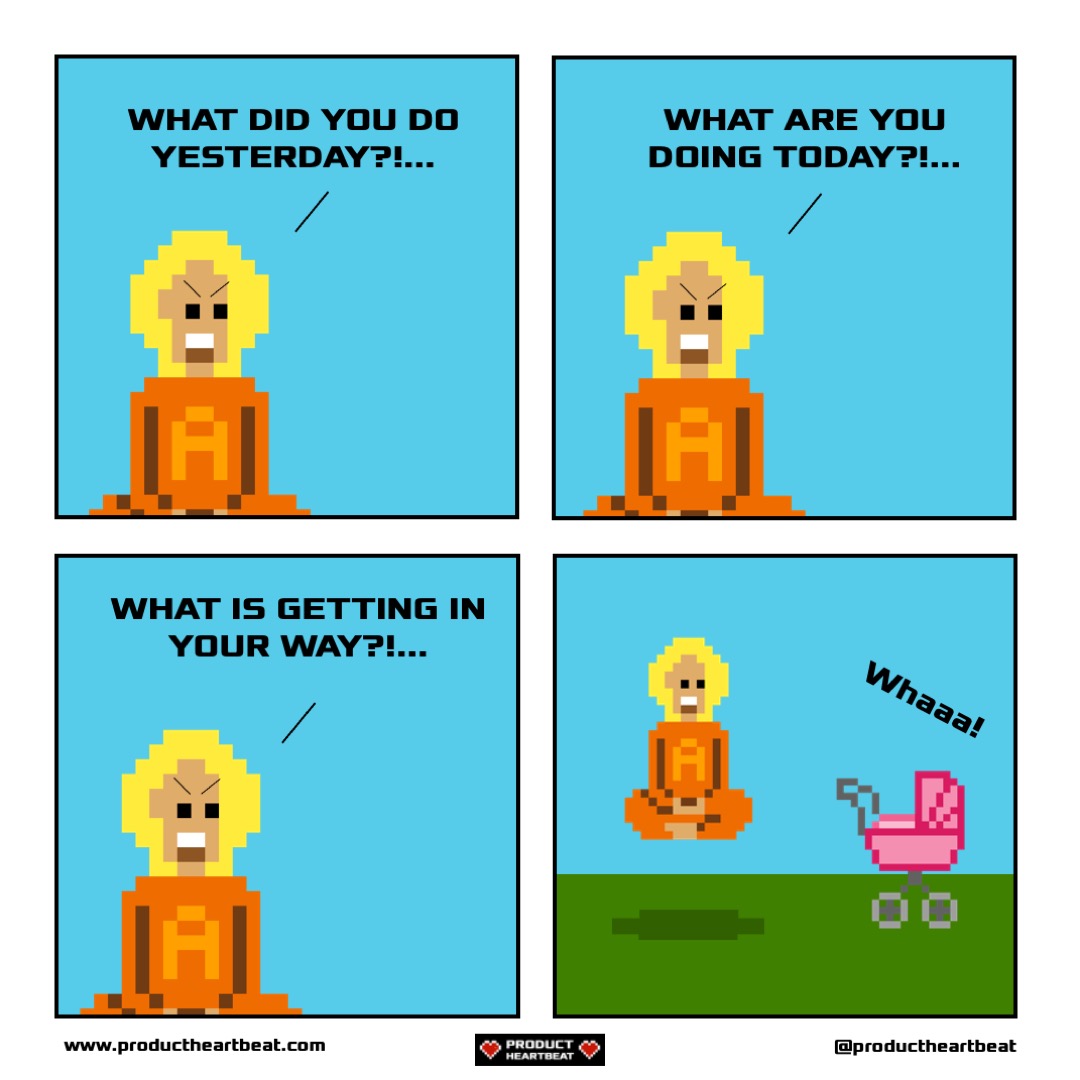 WHAT DID YOU DO
YESTERDAY?!...
WHAT ARE YOU
DOING TODAY?!...
WHAT IS GETTING IN
YOUR WAY?!...
Whaaa!
A
A
A
A
www.productheartbeat.com
PRODUCT
HEARTBEAT
@productheartbeat